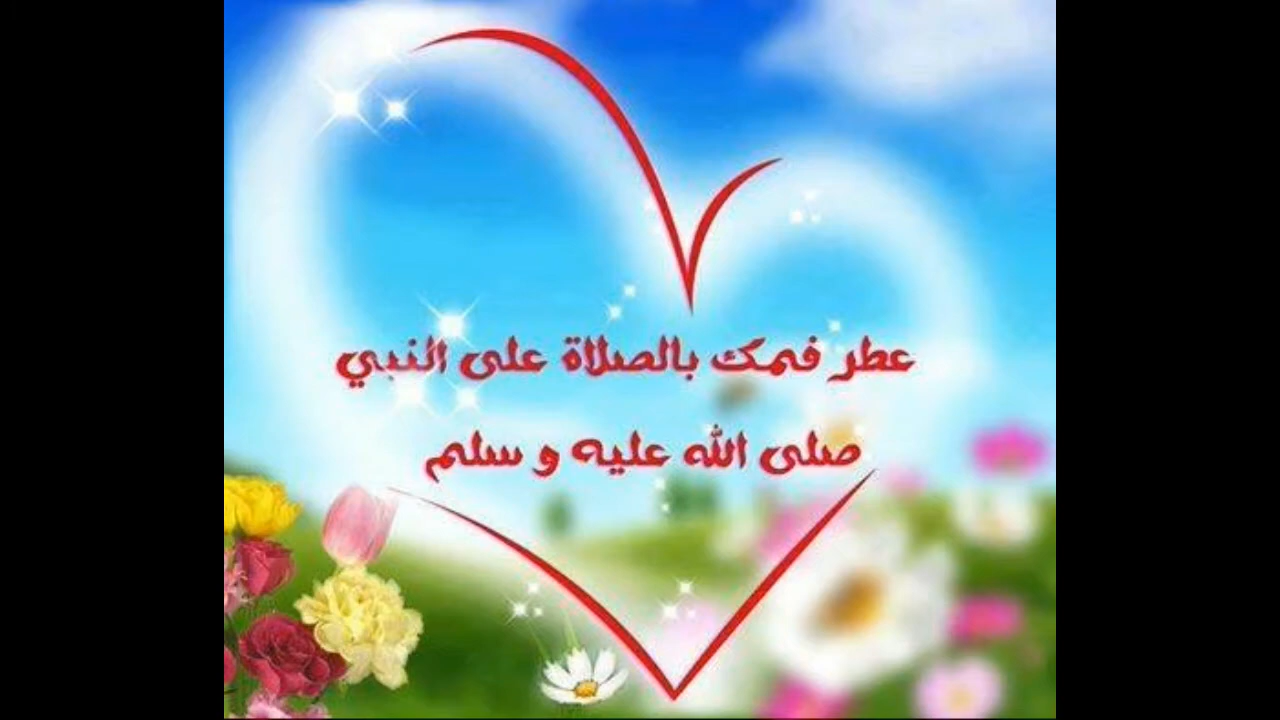 عطر فمك بالصلاة على النبي
صلى الله عليه و سلم